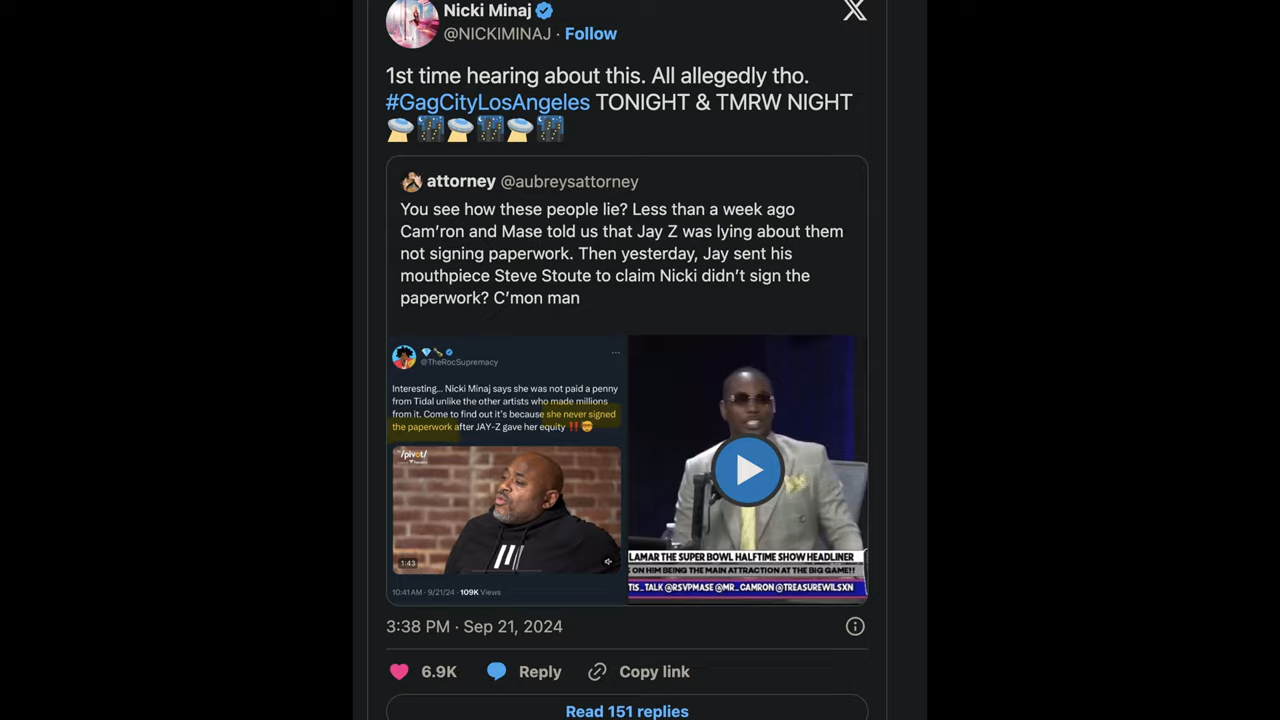 Nicki Minaj
@NICKIMINAJ · Follow
1st time hearing about this. All allegedly tho.
#GagCityLosAngeles TONIGHT & TMRW NIGHT
🛸🌃🛸🌃🛸🌃
attorney @aubreysattorney
You see how these people lie? Less than a week ago
Cam’ron and Mase told us that Jay Z was lying about them
not signing paperwork. Then yesterday, Jay sent his
mouthpiece Steve Stoute to claim Nicki didn’t sign the
paperwork? C’mon man
@TheRocSupremacy
Interesting... Nicki Minaj says she was not paid a penny
from Tidal unlike the other artists who made millions
from it. Come to find out it’s because she never signed
the paperwork after JAY-Z gave her equity ‼️🤯
/pivot/
1:43
10:41 AM · 9/21/24 · 109K Views
LAMAR THE SUPER BOWL HALFTIME SHOW HEADLINER
ON HIM BEING THE MAIN ATTRACTION AT THE BIG GAME!!
TIS_TALK @RSVPMASE @MR_CAMRON @TREASUREWILSXN
3:38 PM · Sep 21, 2024
6.9K Reply Copy link
Read 151 replies